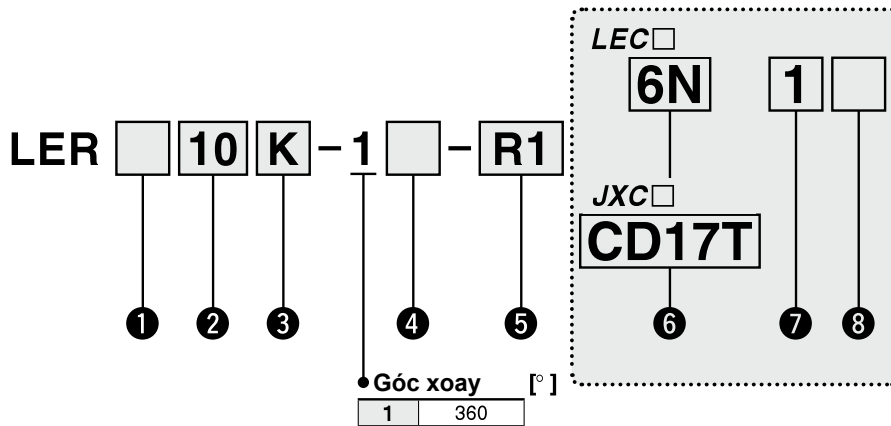 LEC□
6N 1
LER 10 K – 1 – R1
JXC□
CD17T
❶ ❷ ❸ ❹ ❺ ❻ ❼ ❽
Góc xoay [°]
1 360